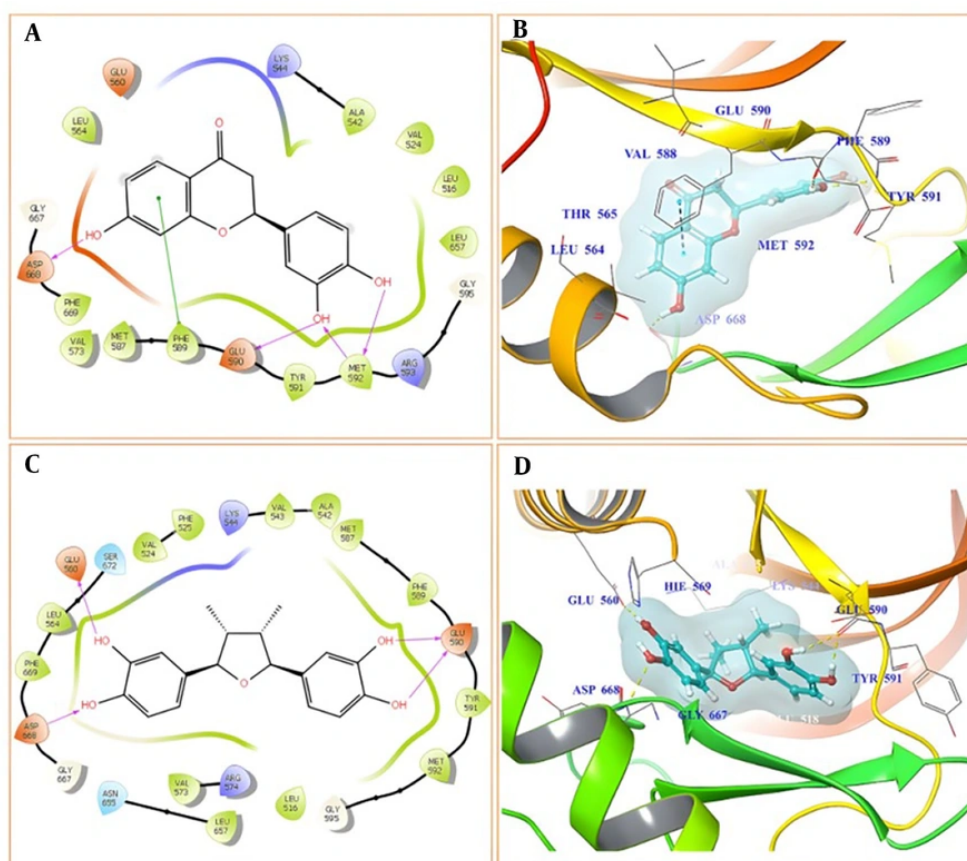 A
GLU
560
LYS
544
ALA
542
LEU
564
VAL
524
O
LEU
516
GLY
667
HO
O
LEU
657
ASP
668
OH
GLY
595
PHE
669
OH
VAL
573
MET
587
PHE
589
GLU
590
TYR
591
MET
592
ARG
593
B
GLU 590
PHE 589
VAL 588
TYR 591
THR 565
MET 592
LEU 564
ASP 668
C
LYS
544
VAL
543
ALA
542
PHE
525
MET
587
VAL
524
SER
672
GLU
560
PHE
589
LEU
564
HO
OH
GLU
590
PHE
669
HO
O
OH
TYR
591
ASP
668
GLY
667
MET
592
VAL
573
ARG
574
ASN
655
LEU
516
GLY
595
LEU
657
D
HIE 569
GLU 560
GLU 590
ASP 668
TYR 591
GLY 667